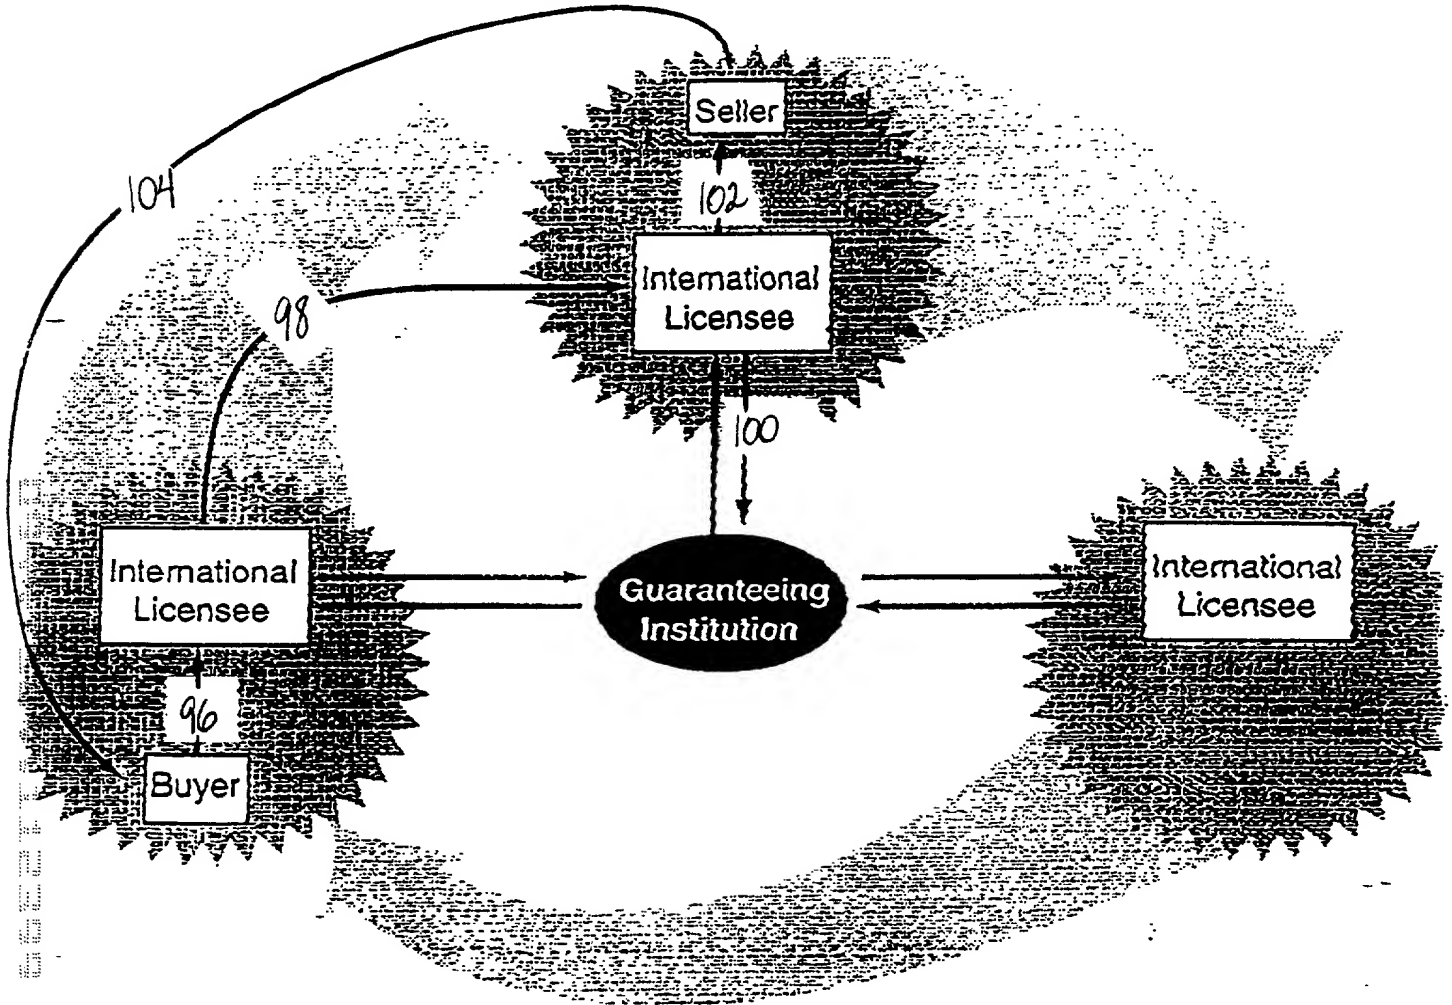 Seller
104
102
International
Licensee
98
100
International
Licensee
Guaranteeing
Institution
International
Licensee
96
Buyer